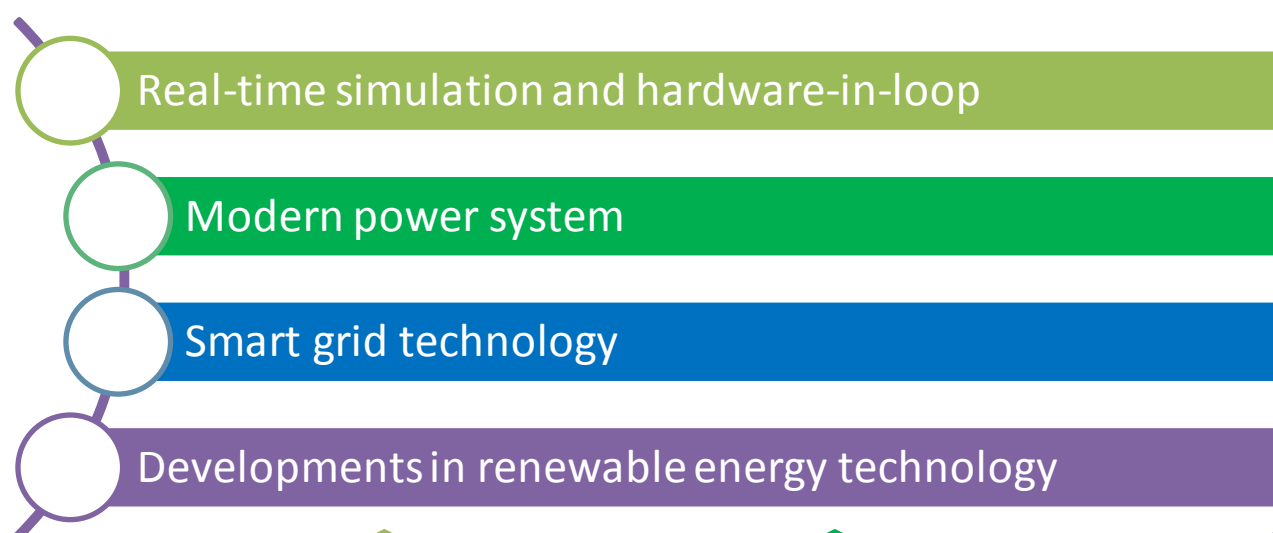 Real-time simulation and hardware-in-loop
Modern power system
Smart grid technology
Developments in renewable energy technology